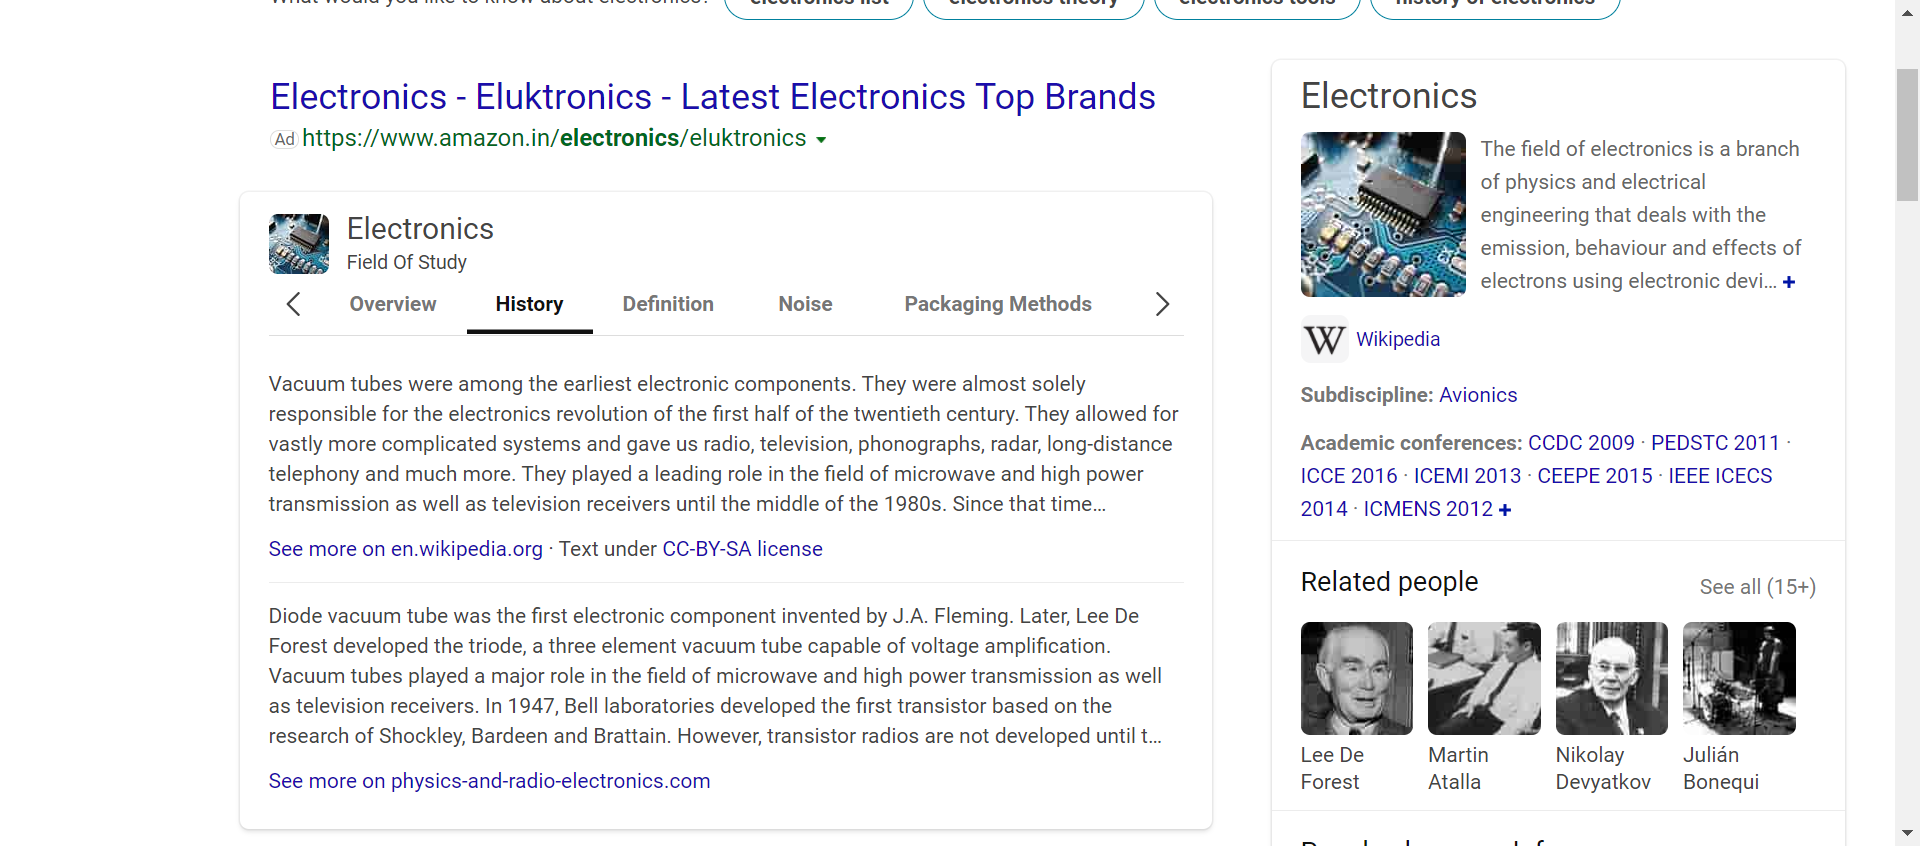 What would you like to know about electronics?
electronics list
electronics theory
electronics tools
history of electronics
Electronics - Eluktronics - Latest Electronics Top Brands
Ad https://www.amazon.in/electronics/eluktronics
Electronics
Field Of Study
Overview
History
Definition
Noise
Packaging Methods
Vacuum tubes were among the earliest electronic components. They were almost solely
responsible for the electronics revolution of the first half of the twentieth century. They allowed for
vastly more complicated systems and gave us radio, television, phonographs, radar, long-distance
telephony and much more. They played a leading role in the field of microwave and high power
transmission as well as television receivers until the middle of the 1980s. Since that time…
See more on en.wikipedia.org · Text under CC-BY-SA license
Diode vacuum tube was the first electronic component invented by J.A. Fleming. Later, Lee De
Forest developed the triode, a three element vacuum tube capable of voltage amplification.
Vacuum tubes played a major role in the field of microwave and high power transmission as well
as television receivers. In 1947, Bell laboratories developed the first transistor based on the
research of Shockley, Bardeen and Brattain. However, transistor radios are not developed until t…
See more on physics-and-radio-electronics.com
Electronics
The field of electronics is a branch
of physics and electrical
engineering that deals with the
emission, behaviour and effects of
electrons using electronic devi… +
W Wikipedia
Subdiscipline: Avionics
Academic conferences: CCDC 2009 · PEDSTC 2011 ·
ICCE 2016 · ICEMI 2013 · CEEPE 2015 · IEEE ICECS
2014 · ICMENS 2012 +
Related people
See all (15+)
Lee De
Forest
Martin
Atalla
Nikolay
Devyatkov
Julián
Bonequi